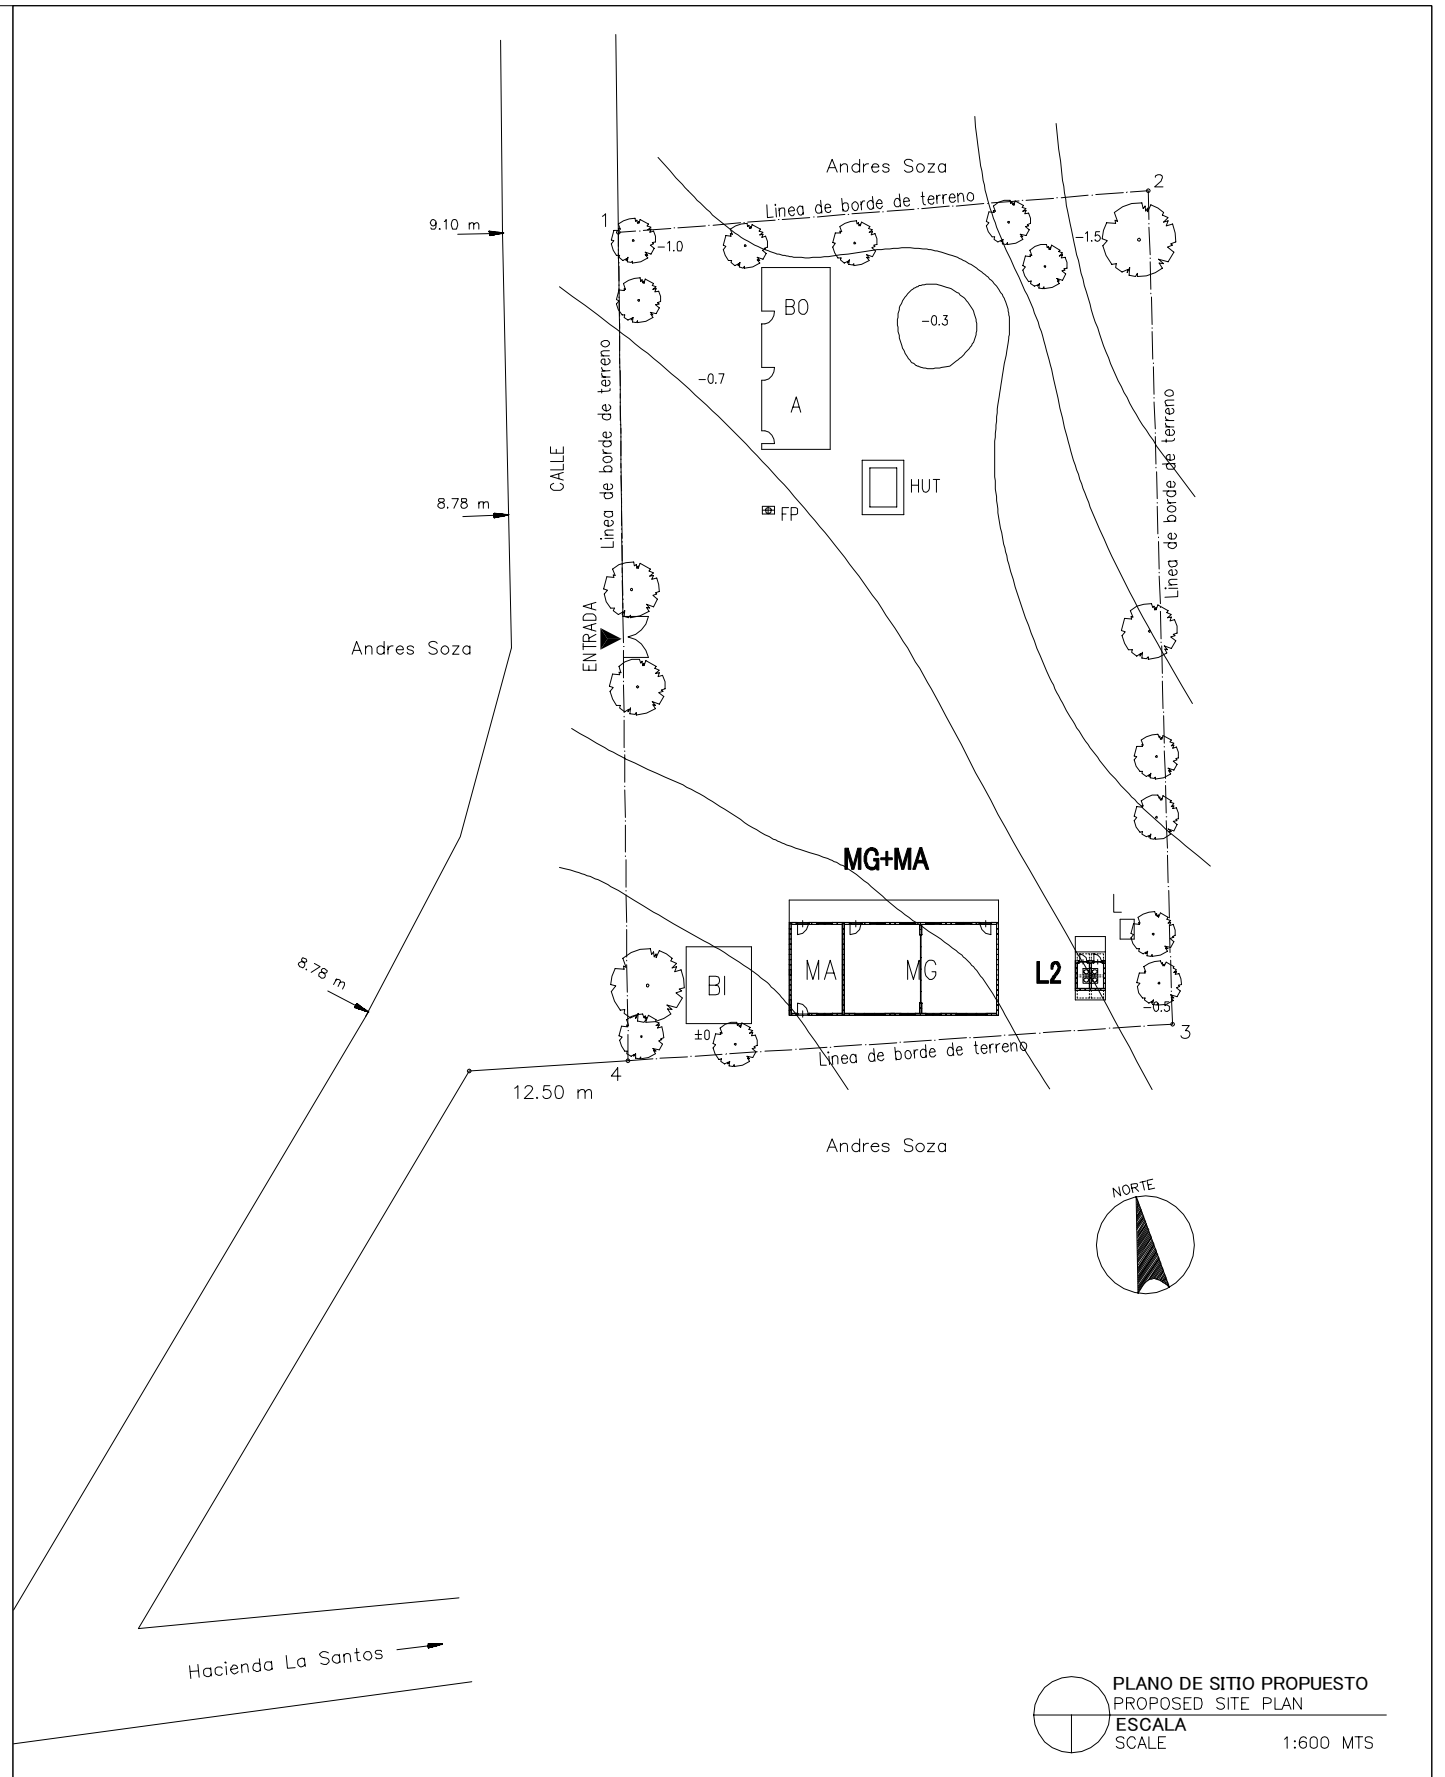 Andres Soza
2
Linea de borde de terreno
1
9.10 m
-1.0
-1.5
BO
-0.3
Linea de borde de terreno
-0.7
A
Linea de borde de terreno
CALLE
HUT
8.78 m
FP
ENTRADA
Andres Soza
MG+MA
L
8.78 m
MA
MG
L2
BI
-0.5
±0
3
Linea de borde de terreno
4
12.50 m
Andres Soza
NORTE
Hacienda La Santos
PLANO DE SITIO PROPUESTO
PROPOSED SITE PLAN
ESCALA
SCALE 1:600 MTS